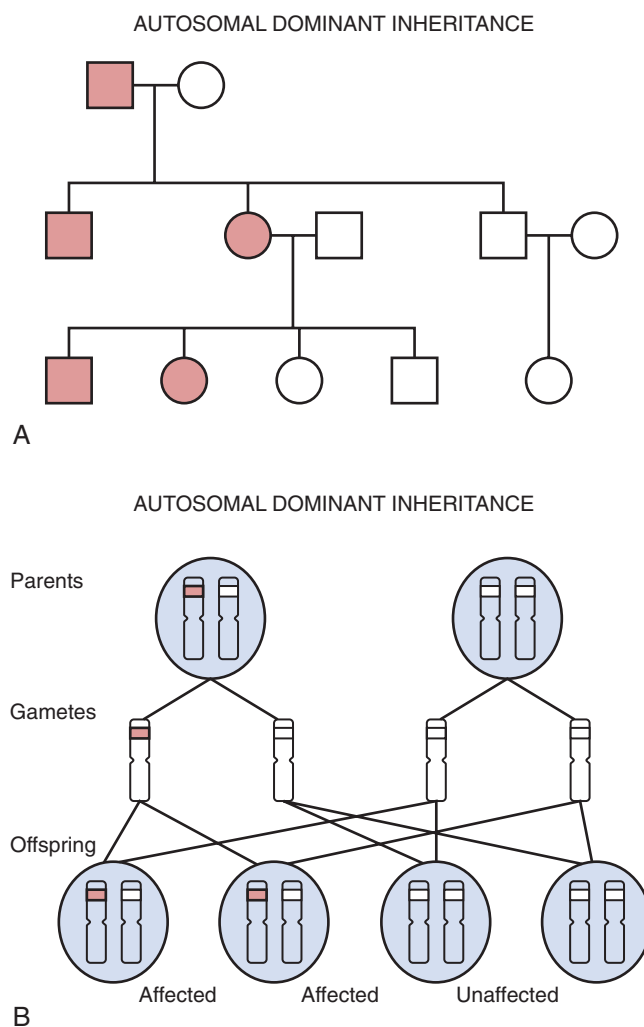 AUTOSOMAL DOMINANT INHERITANCE
A
AUTOSOMAL DOMINANT INHERITANCE
Parents
Gametes
Offspring
Affected Affected Unaffected
B